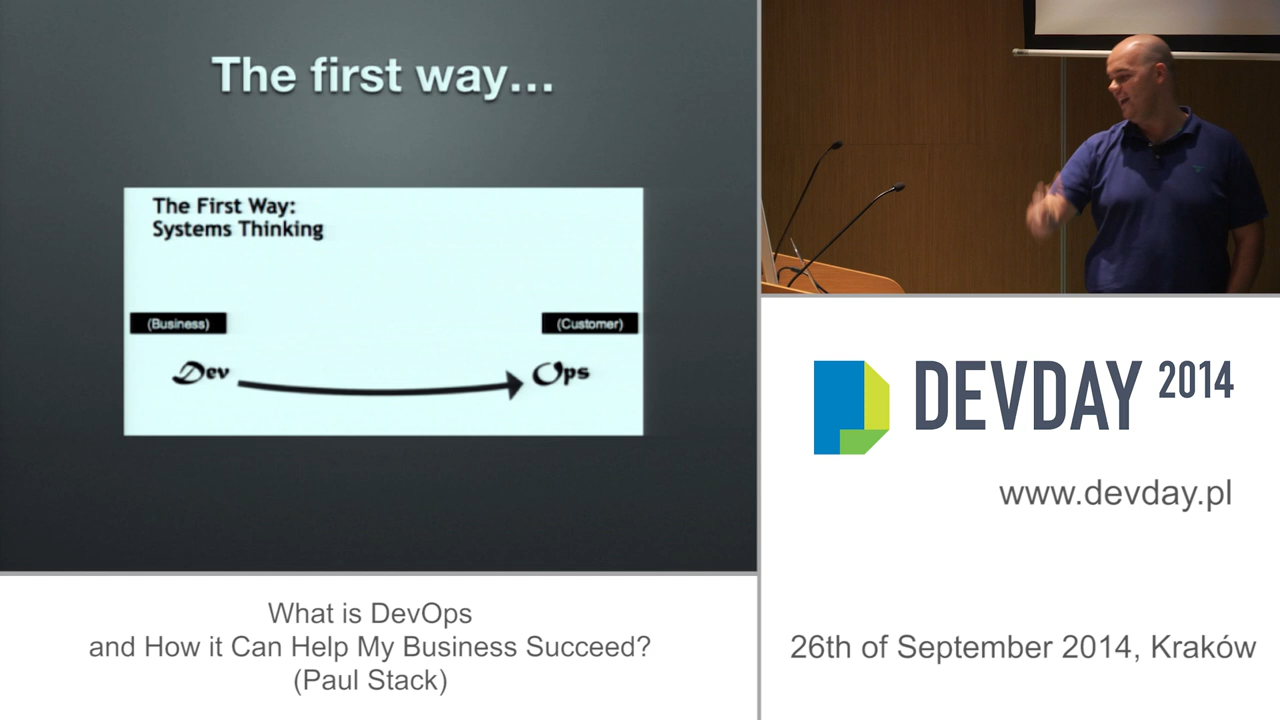 The first way...
The First Way:
Systems Thinking
(Business)
(Customer)
Dev
Ops
DEVDAY 2014
www.devday.pl
What is DevOps
and How it Can Help My Business Succeed?
(Paul Stack)
26th of September 2014, Kraków